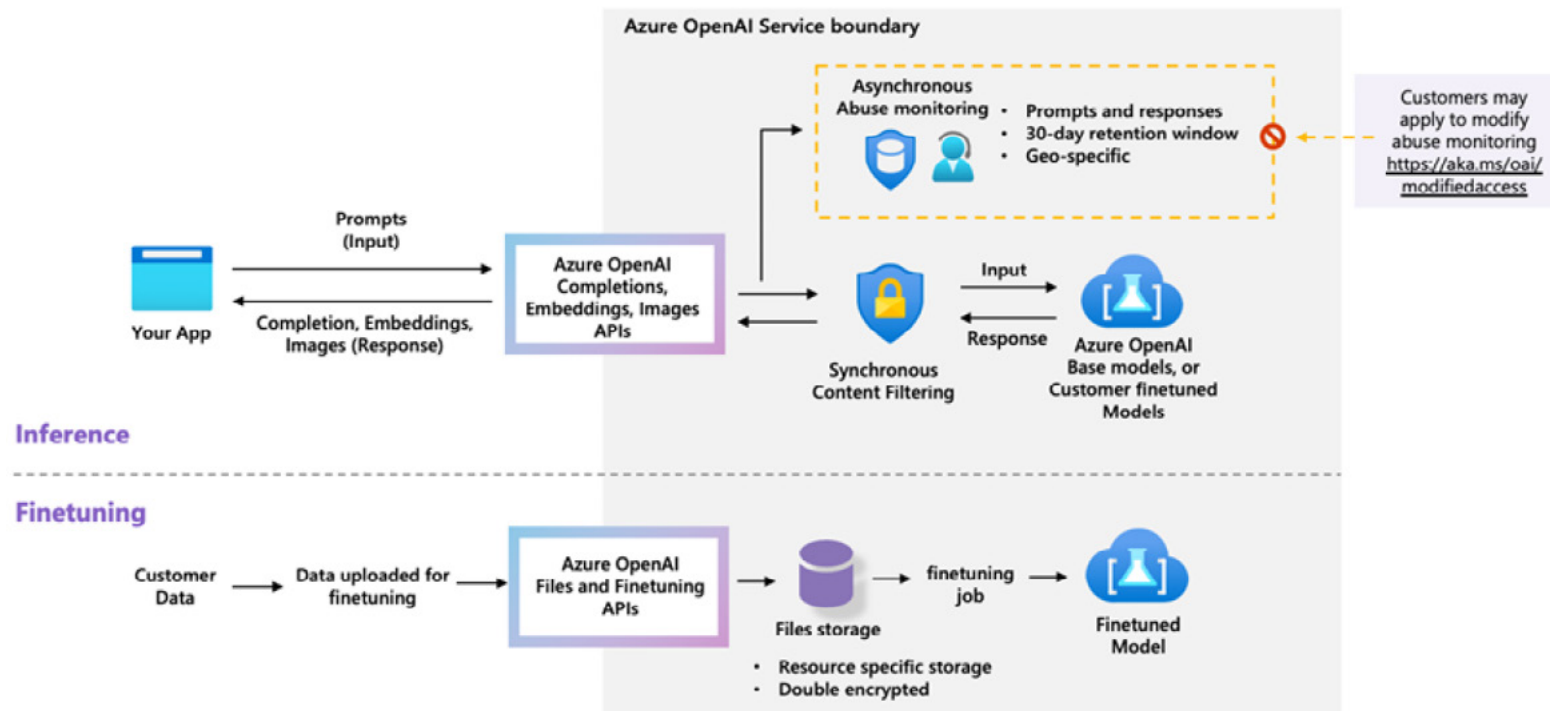 Azure OpenAI Service boundary
Asynchronous
Abuse monitoring
• Prompts and responses
• 30-day retention window
• Geo-specific
Customers may
apply to modify
abuse monitoring
https://aka.ms/oai/
modifiedaccess
Prompts
(Input)
Your App
Completion, Embeddings,
Images (Response)
Azure OpenAI
Completions,
Embeddings, Images
APIs
Synchronous
Content Filtering
Input
Response
Azure OpenAI
Base models, or
Customer finetuned
Models
Inference
Finetuning
Customer
Data
Data uploaded for
finetuning
Azure OpenAI
Files and Finetuning
APIs
Files storage
• Resource specific storage
• Double encrypted
finetuning
job
Finetuned
Model